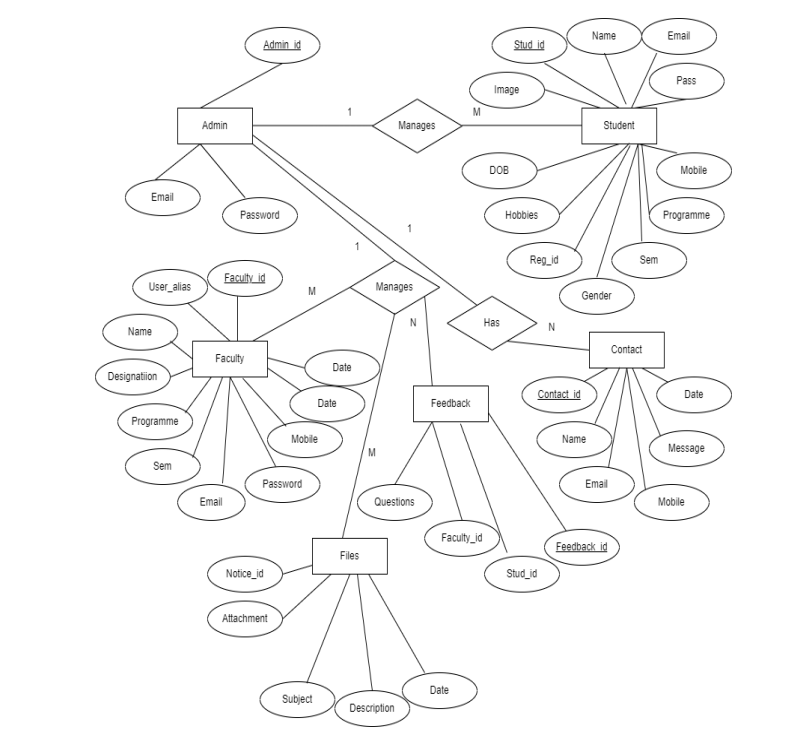 Admin_id
Stud_id
Name
Email
Image
Pass
Admin
1
Manages
M
Student
Email
Password
DOB
Mobile
Hobbies
Programme
Reg_id
Sem
Gender
1
1
User_alias
Faculty_id
M
Manages
N
Has
N
Name
Faculty
Date
Contact
Designatiion
Date
Feedback
Contact_id
Date
Programme
Mobile
Name
Message
Sem
M
Email
Password
Email
Mobile
Questions
Faculty_id
Feedback_id
Files
Notice_id
Stud_id
Attachment
Subject
Description
Date